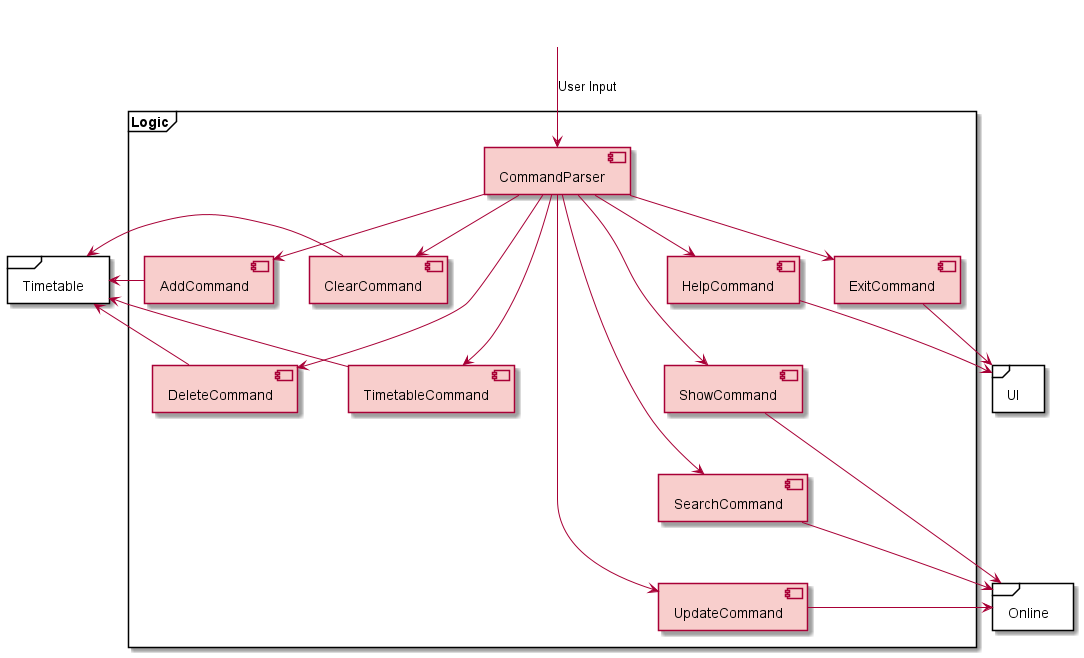 User Input
Logic
CommandParser
Timetable
AddCommand
ClearCommand
HelpCommand
ExitCommand
DeleteCommand
TimetableCommand
ShowCommand
UI
SearchCommand
UpdateCommand
Online